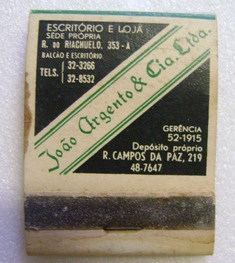 ESCRITÓRIO E LOJA
SÉDE PRÓPRIA
R. DO RIACHUELO, 353-A
BALCÃO E ESCRITÓRIO
TELS. 32-3266
32-8532
João Argento & Cia. Ltda.
GERÊNCIA
52-1915
Depósito próprio
R. CAMPOS DA PAZ, 219
48-7647